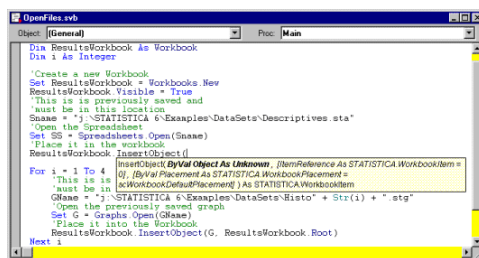 OpenFiles.svb
Object: (General) Proc: Main
Dim ResultsWorkbook As Workbook
Dim i As Integer
'Create a new Workbook
Set ResultsWorkbook = Workbooks.New
ResultsWorkbook.Visible = True
'This is is previously saved and
'must be in this location
Sname = "j:\STATISTICA 6\Examples\DataSets\Descriptives.sta"
'Open the Spreadsheet
Set SS = Spreadsheets.Open(Sname)
'Place it in the workbook
ResultsWorkbook.InsertObject(
InsertObject(ByVal Object As Unknown, [ItemReference As STATISTICA.WorkbookItem =
0], [ByVal Placement As STATISTICA.WorkbookPlacement =
scWorkbookDefaultPlacement] ) As STATISTICA.WorkbookItem
For i = 1 To 4
'This is is
'must be in
GName = "j:\STATISTICA 6\Examples\DataSets\Histo" + Str(i) + ".stg"
'Open the previously saved graph
Set G = Graphs.Open(GName)
'Place it into the Workbook
ResultsWorkbook.InsertObject(G, ResultsWorkbook.Root)
Next i